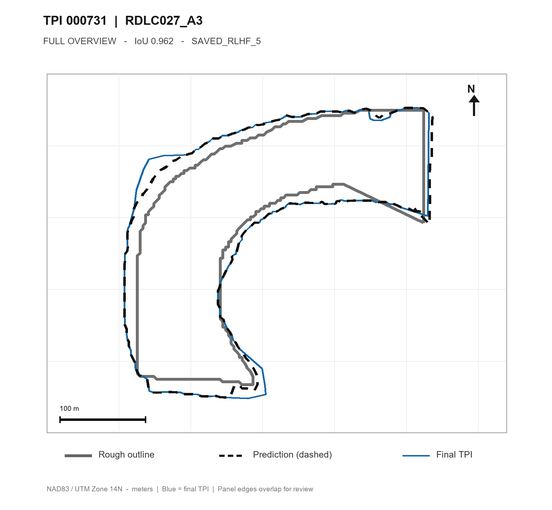 TPI 000731 | RDLC027_A3
FULL OVERVIEW - IoU 0.962 - SAVED_RLHF_5
N
100 m
Rough outline
Prediction (dashed)
Final TPI
NAD83 / UTM Zone 14N - meters | Blue = final TPI | Panel edges overlap for review